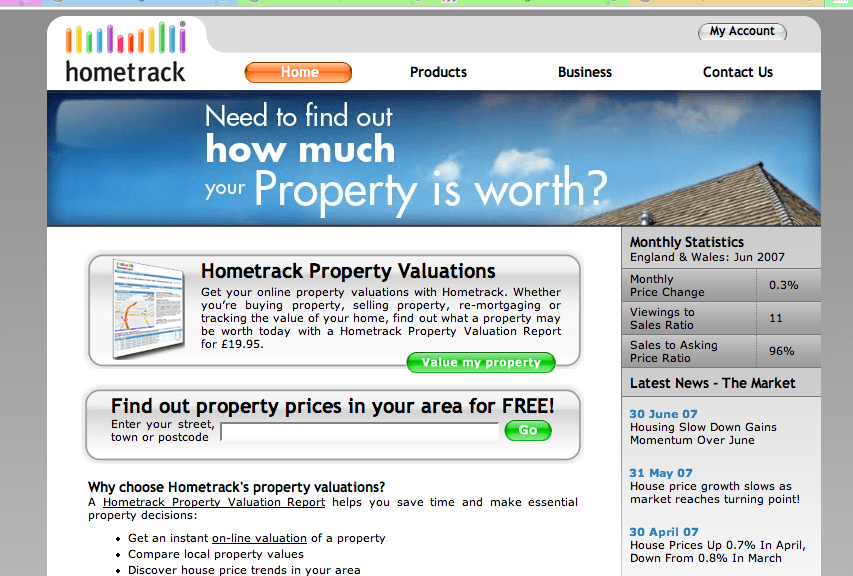 hometrack®
My Account
Home
Products
Business
Contact Us
Need to find out
how much
your Property is worth?
Hometrack Property Valuations
Get your online property valuations with Hometrack. Whether
you're buying property, selling property, re-mortgaging or
tracking the value of your home, find out what a property may
be worth today with a Hometrack Property Valuation Report
for £19.95.
Value my property
Find out property prices in your area for FREE!
Enter your street,
town or postcode
Go
Why choose Hometrack's property valuations?
A Hometrack Property Valuation Report helps you save time and make essential
property decisions:
• Get an instant on-line valuation of a property
• Compare local property values
• Discover house price trends in your area
Monthly Statistics
England & Wales: Jun 2007
Monthly
Price Change
0.3%
Viewings to
Sales Ratio
11
Sales to Asking
Price Ratio
96%
Latest News - The Market
30 June 07
Housing Slow Down Gains
Momentum Over June
31 May 07
House price growth slows as
market reaches turning point!
30 April 07
House Prices Up 0.7% In April,
Down From 0.8% In March